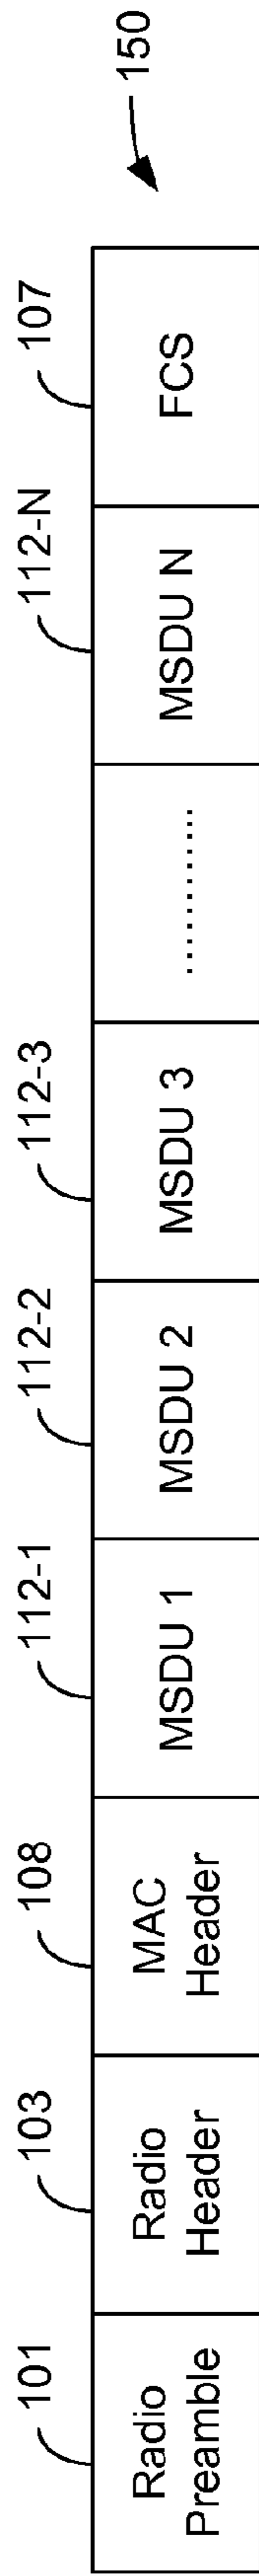 101
103
108
112-1
112-2
112-3
112-N
107
150
Radio
Preamble
Radio
Header
MAC
Header
MSDU 1
MSDU 2
MSDU 3
............
MSDU N
FCS